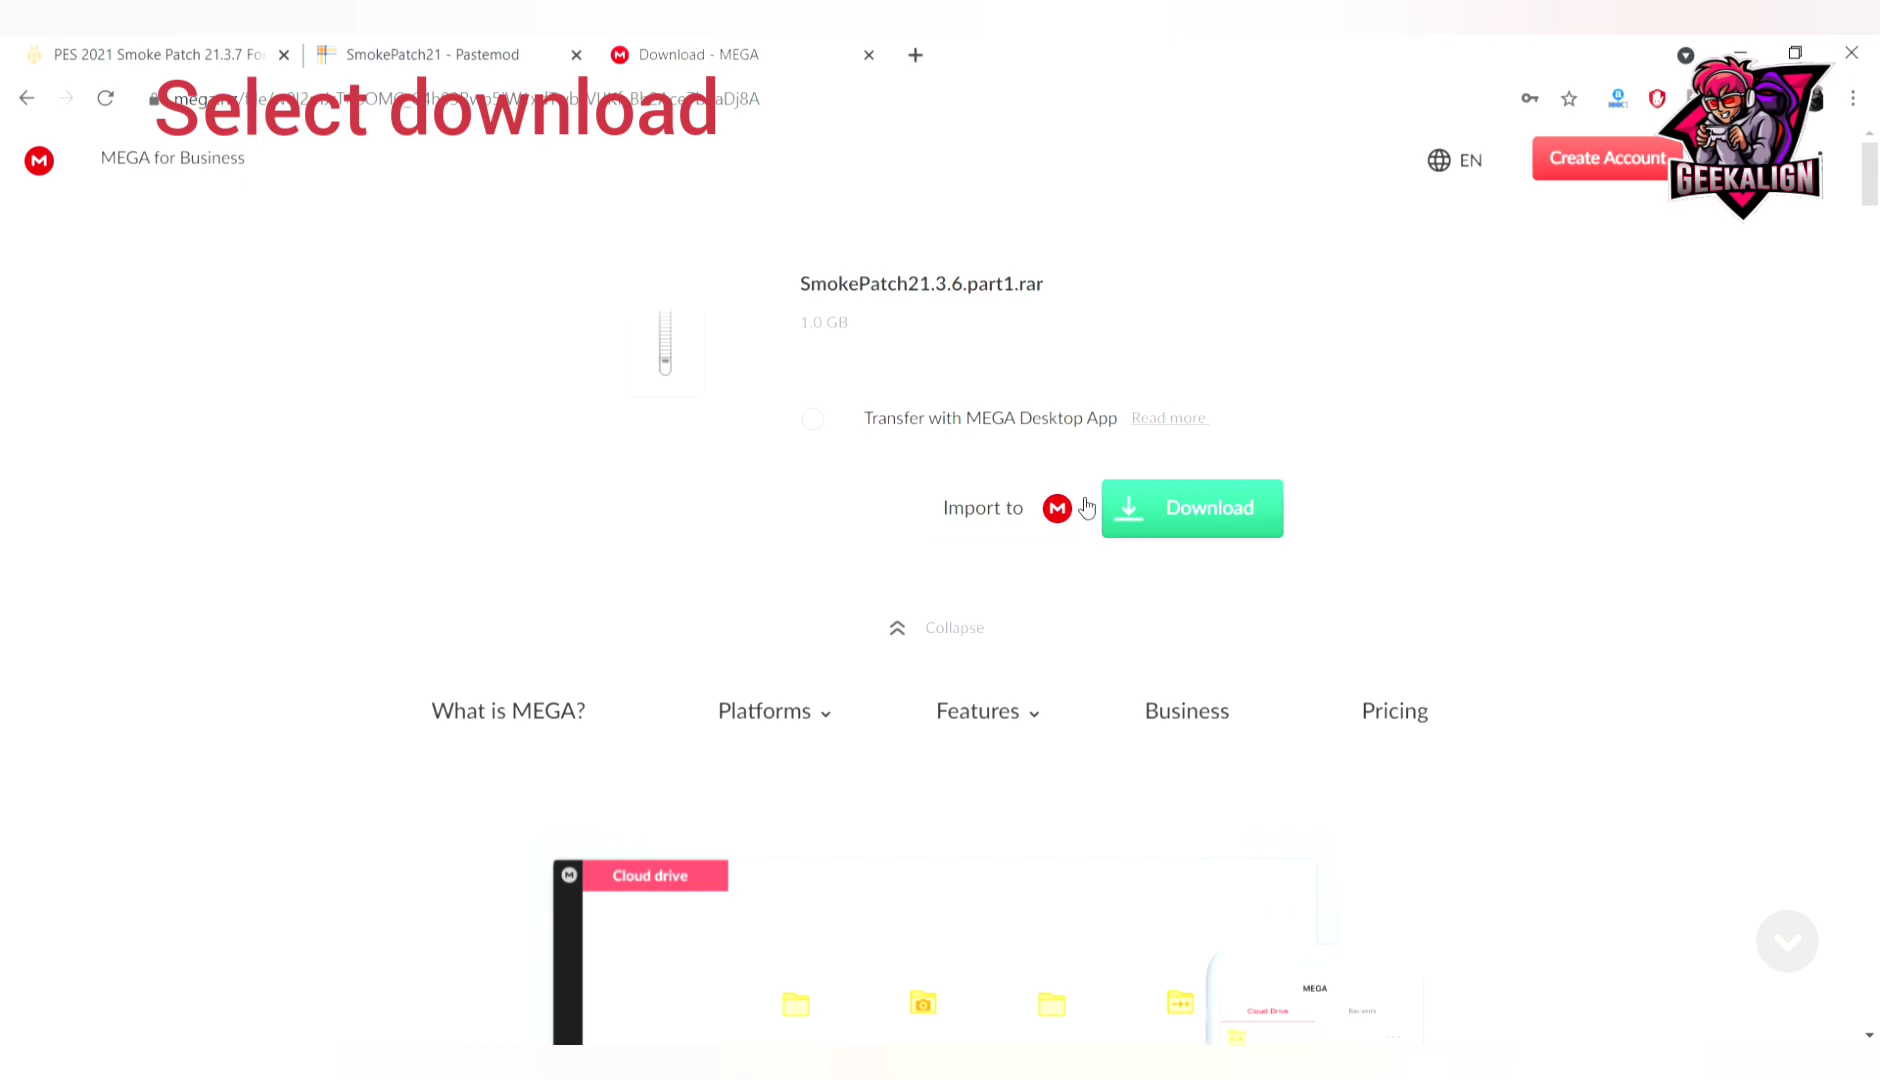 PES 2021 Smoke Patch 21.3.7 For
SmokePatch21 - Pastemod
Download - MEGA
Select download
MEGA for Business
EN
Create Account
GEEKALIGN
SmokePatch21.3.6.part1.rar
1.0 GB
Transfer with MEGA Desktop App Read more
Import to
Download
Collapse
What is MEGA?
Platforms
Features
Business
Pricing
Cloud drive
MEGA
Cloud Drive
Recents